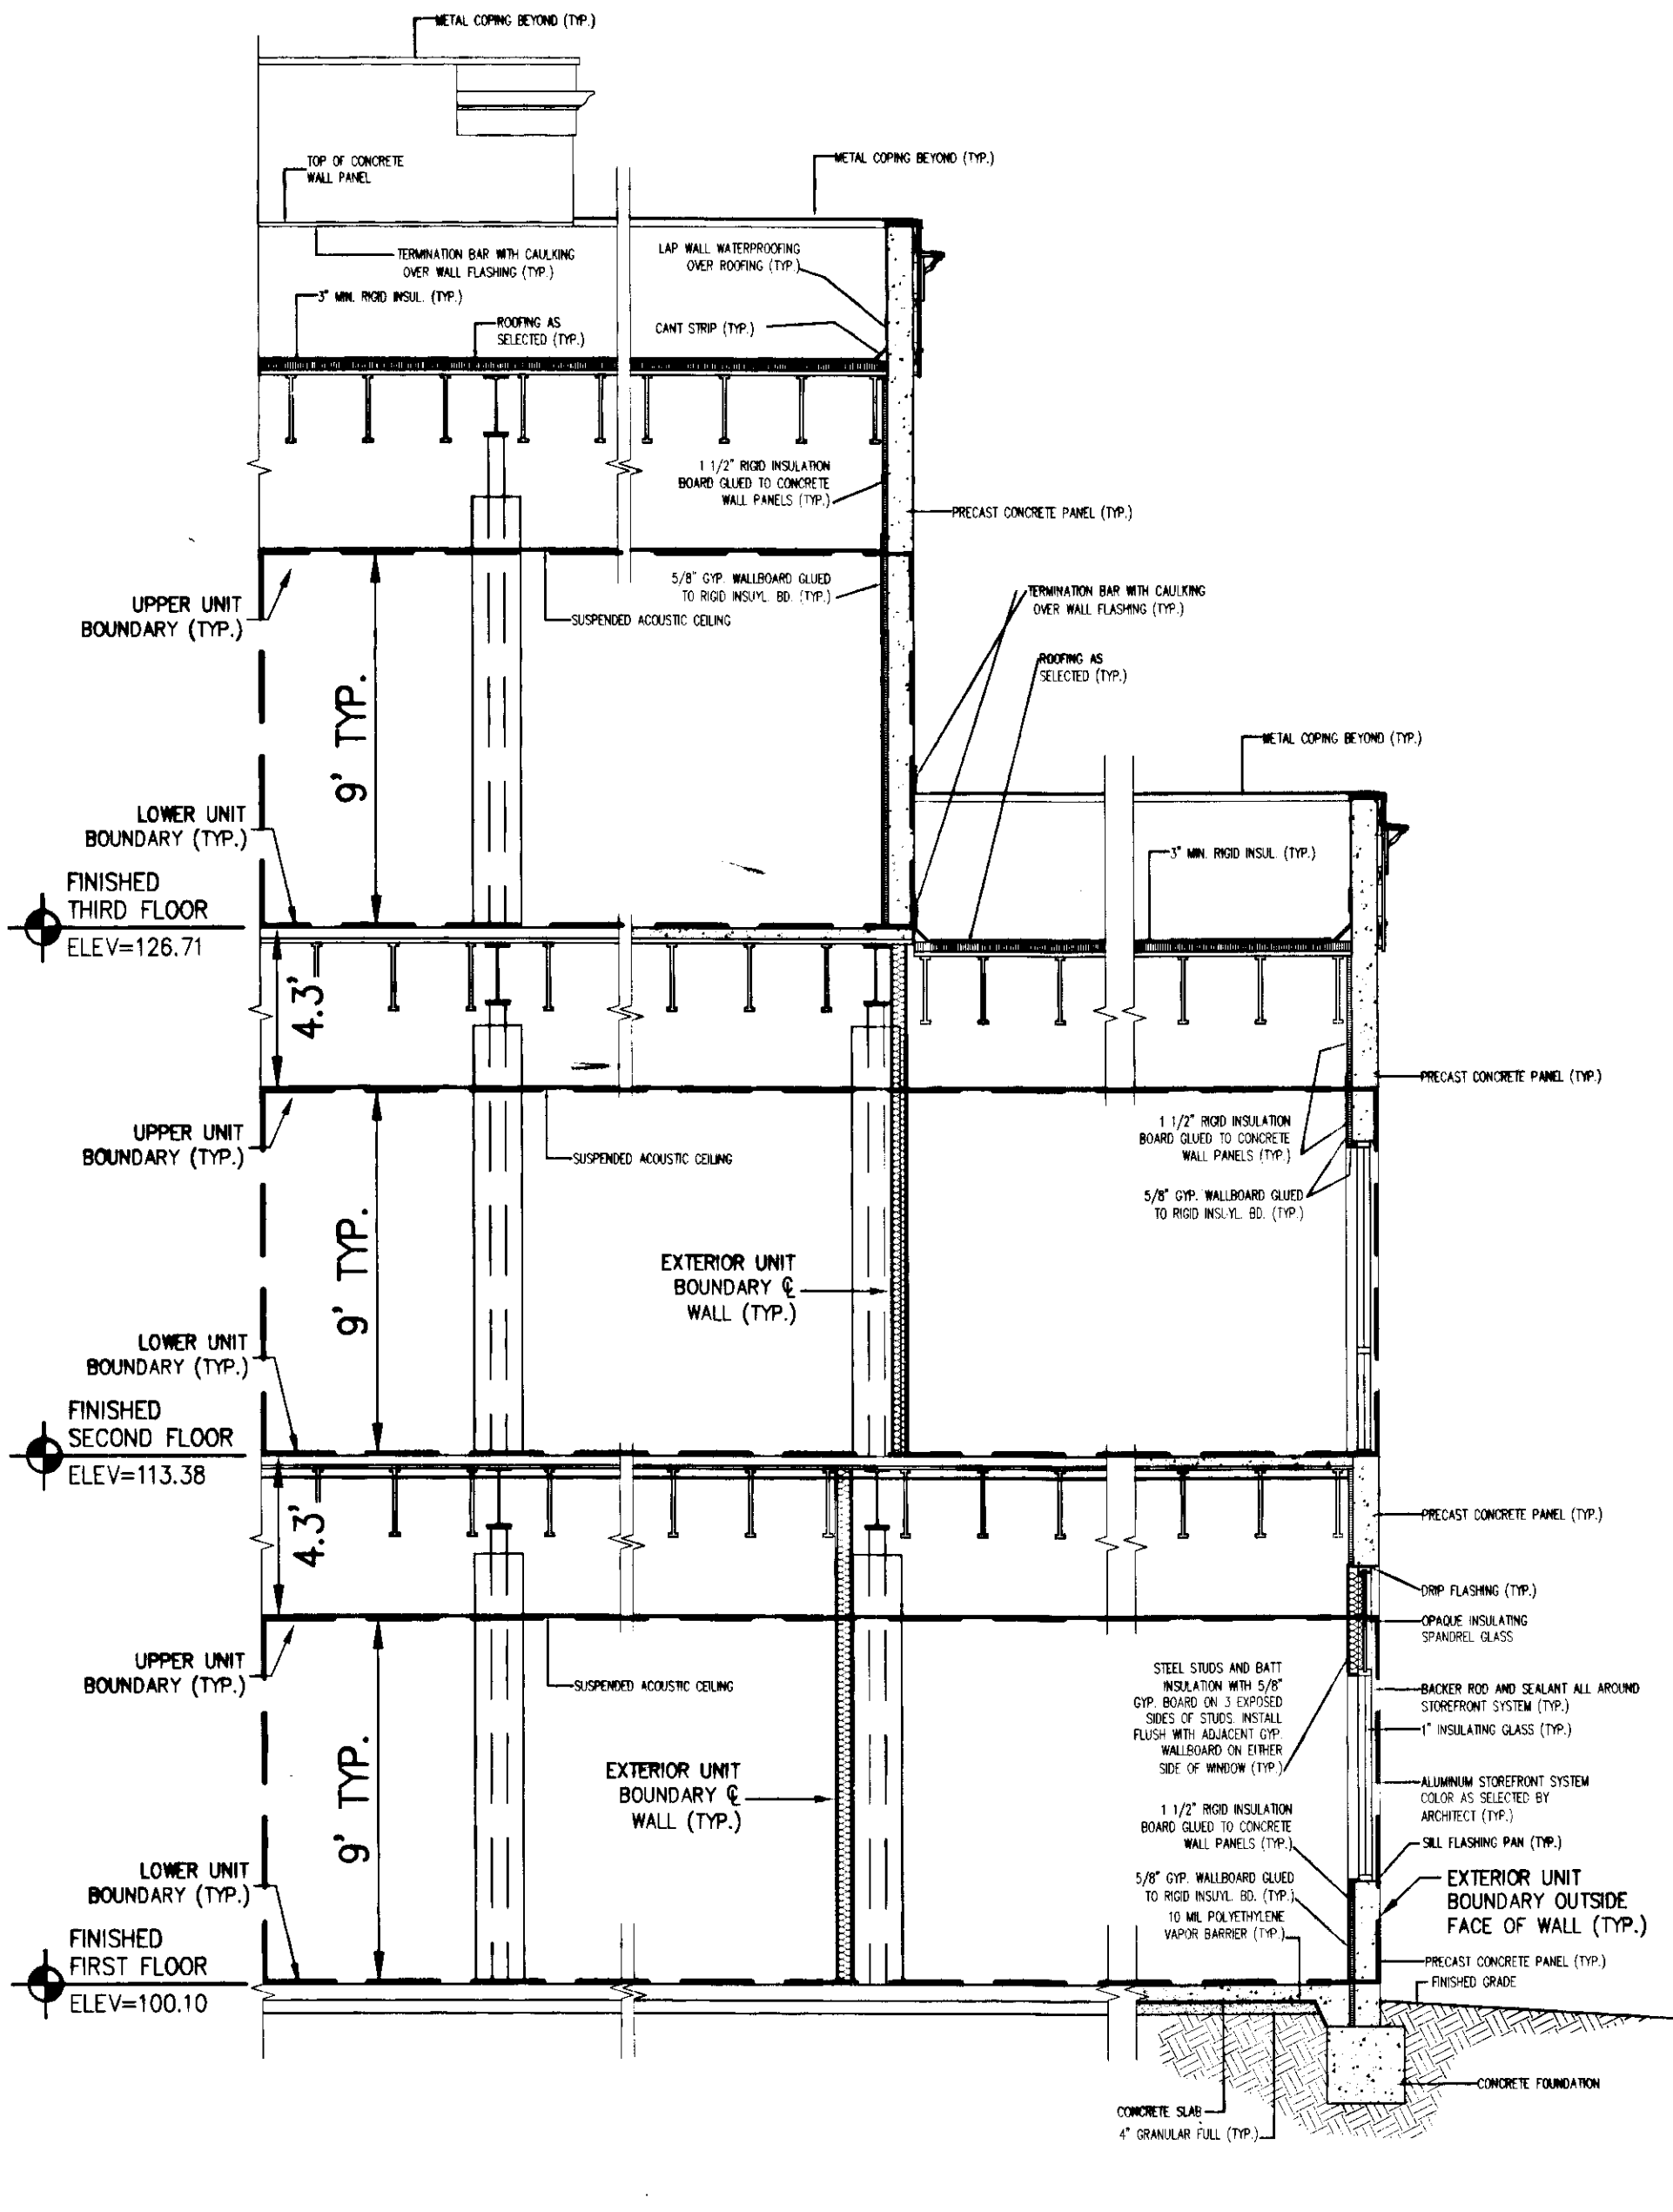 METAL COPING BEYOND (TYP.)
TOP OF CONCRETE
WALL PANEL
METAL COPING BEYOND (TYP.)
TERMINATION BAR WITH CAULKING
OVER WALL FLASHING (TYP.)
LAP WALL WATERPROOFING
OVER ROOFING (TYP.)
3" MIN. RIGID INSUL. (TYP.)
ROOFING AS
SELECTED (TYP.)
CANT STRIP (TYP.)
1 1/2" RIGID INSULATION
BOARD GLUED TO CONCRETE
WALL PANELS (TYP.)
PRECAST CONCRETE PANEL (TYP.)
5/8" GYP. WALLBOARD GLUED
TO RIGID INSUYL. BD. (TYP.)
UPPER UNIT
BOUNDARY (TYP.)
SUSPENDED ACOUSTIC CEILING
TERMINATION BAR WITH CAULKING
OVER WALL FLASHING (TYP.)
ROOFING AS
SELECTED (TYP.)
9' TYP.
METAL COPING BEYOND (TYP.)
LOWER UNIT
BOUNDARY (TYP.)
3" MIN. RIGID INSUL. (TYP.)
FINISHED
THIRD FLOOR
ELEV=126.71
4.3'
PRECAST CONCRETE PANEL (TYP.)
UPPER UNIT
BOUNDARY (TYP.)
SUSPENDED ACOUSTIC CEILING
1 1/2" RIGID INSULATION
BOARD GLUED TO CONCRETE
WALL PANELS (TYP.)
5/8" GYP. WALLBOARD GLUED
TO RIGID INSUYL. BD. (TYP.)
9' TYP.
EXTERIOR UNIT
BOUNDARY ℄
WALL (TYP.)
LOWER UNIT
BOUNDARY (TYP.)
FINISHED
SECOND FLOOR
ELEV=113.38
4.3'
PRECAST CONCRETE PANEL (TYP.)
DRIP FLASHING (TYP.)
OPAQUE INSULATING
SPANDREL GLASS
UPPER UNIT
BOUNDARY (TYP.)
SUSPENDED ACOUSTIC CEILING
STEEL STUDS AND BATT
INSULATION WITH 5/8"
GYP. BOARD ON 3 EXPOSED
SIDES OF STUDS. INSTALL
FLUSH WITH ADJACENT GYP.
WALLBOARD ON EITHER
SIDE OF WINDOW (TYP.)
BACKER ROD AND SEALANT ALL AROUND
STOREFRONT SYSTEM (TYP.)
1" INSULATING GLASS (TYP.)
9' TYP.
EXTERIOR UNIT
BOUNDARY ℄
WALL (TYP.)
ALUMINUM STOREFRONT SYSTEM
COLOR AS SELECTED BY
ARCHITECT (TYP.)
1 1/2" RIGID INSULATION
BOARD GLUED TO CONCRETE
WALL PANELS (TYP.)
SILL FLASHING PAN (TYP.)
LOWER UNIT
BOUNDARY (TYP.)
5/8" GYP. WALLBOARD GLUED
TO RIGID INSUYL. BD. (TYP.)
EXTERIOR UNIT
BOUNDARY OUTSIDE
FACE OF WALL (TYP.)
10 MIL POLYETHYLENE
VAPOR BARRIER (TYP.)
FINISHED
FIRST FLOOR
ELEV=100.10
PRECAST CONCRETE PANEL (TYP.)
FINISHED GRADE
CONCRETE FOUNDATION
CONCRETE SLAB
4" GRANULAR FULL (TYP.)